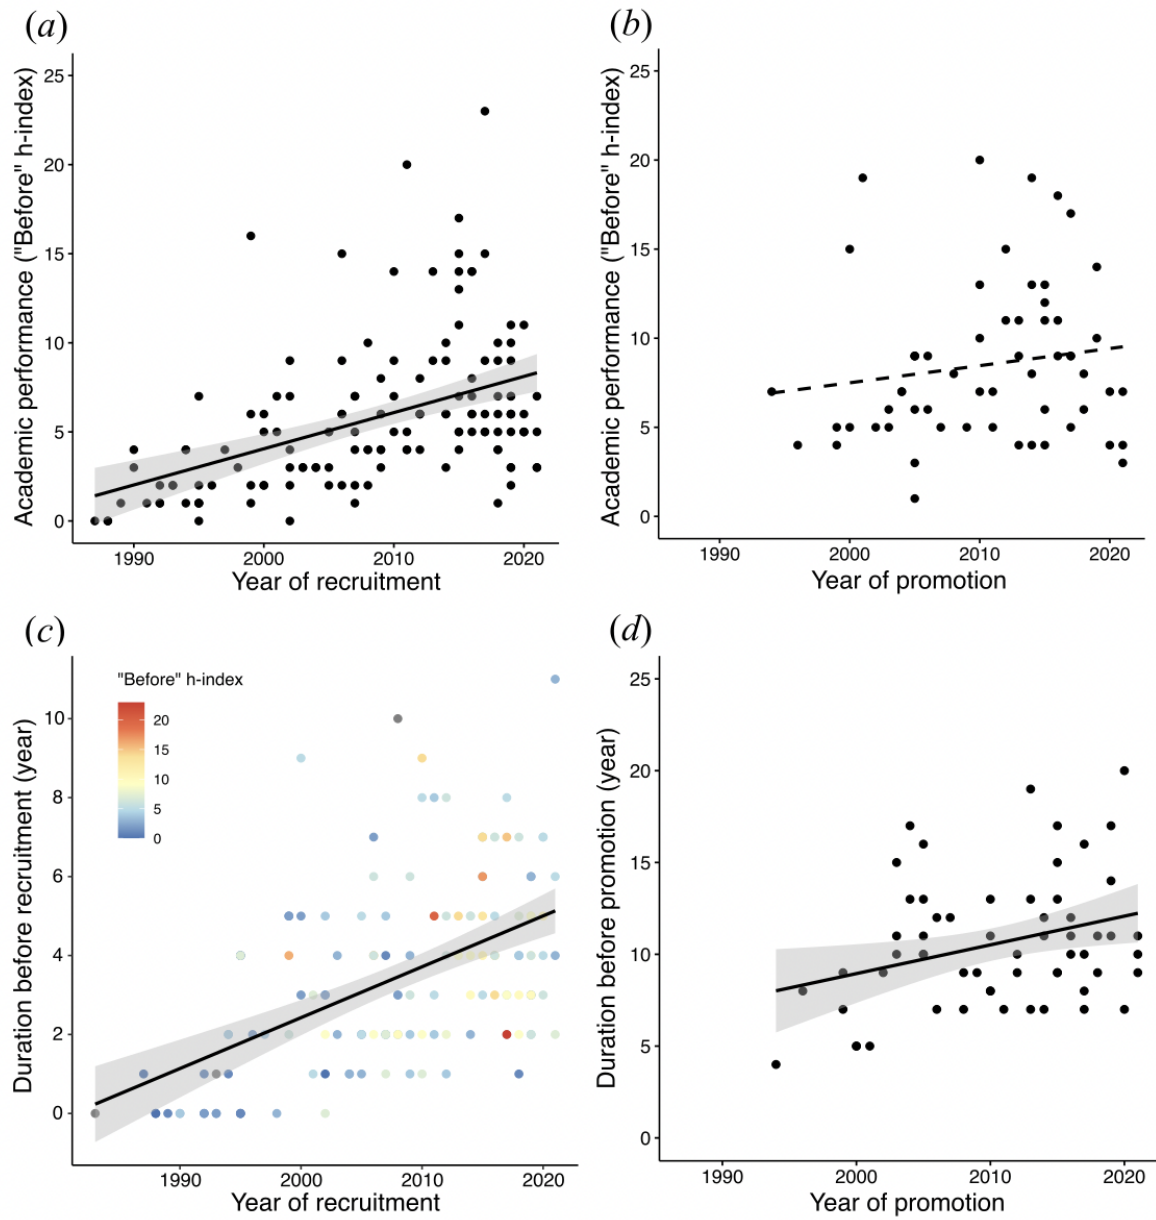 (a)
Academic performance ("Before" h-index)
25
20
15
10
5
0
1990 2000 2010 2020
Year of recruitment
(b)
Academic performance ("Before" h-index)
25
20
15
10
5
0
1990 2000 2010 2020
Year of promotion
(c)
Duration before recruitment (year)
"Before" h-index
20
15
10
5
0
10
8
6
4
2
0
1990 2000 2010 2020
Year of recruitment
(d)
Duration before promotion (year)
25
20
15
10
5
0
1990 2000 2010 2020
Year of promotion